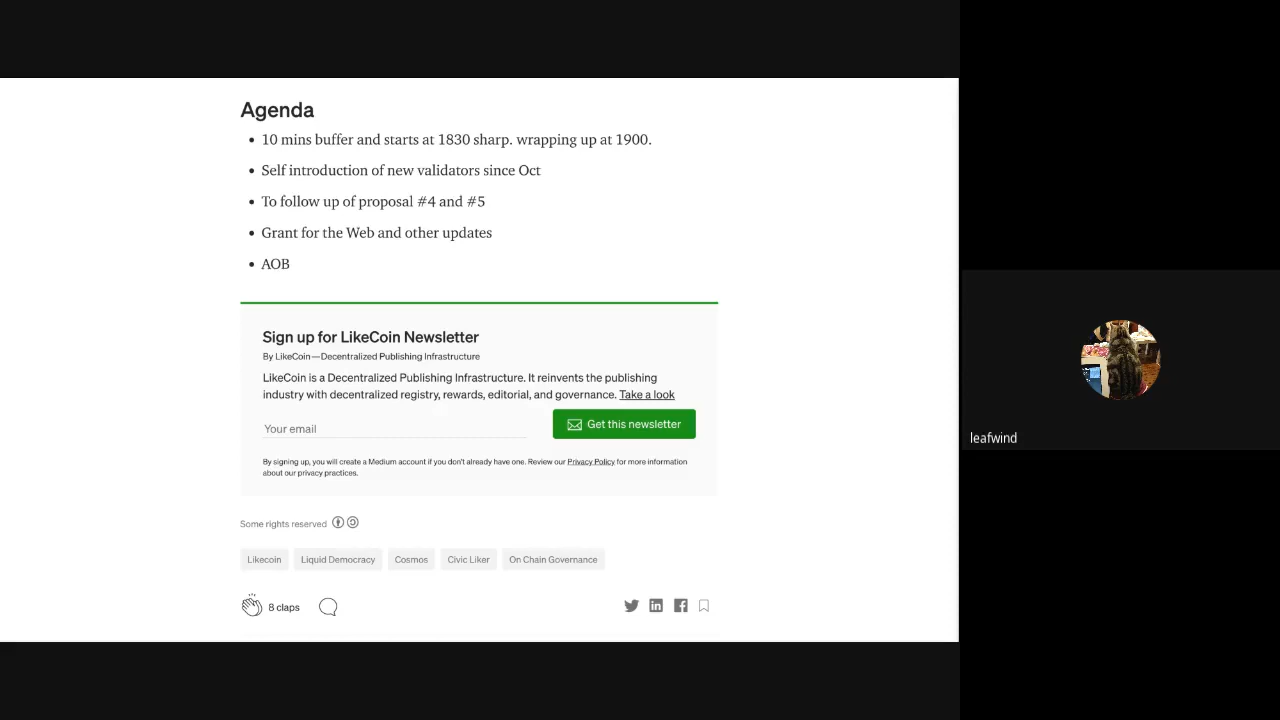 Agenda
10 mins buffer and starts at 1830 sharp. wrapping up at 1900.
Self introduction of new validators since Oct
To follow up of proposal #4 and #5
Grant for the Web and other updates
AOB
Sign up for LikeCoin Newsletter
By LikeCoin—Decentralized Publishing Infrastructure
LikeCoin is a Decentralized Publishing Infrastructure. It reinvents the publishing
industry with decentralized registry, rewards, editorial, and governance. Take a look
Your email
Get this newsletter
By signing up, you will create a Medium account if you don't already have one. Review our Privacy Policy for more information
about our privacy practices.
Some rights reserved
Likecoin Liquid Democracy Cosmos Civic Liker On Chain Governance
8 claps
leafwind